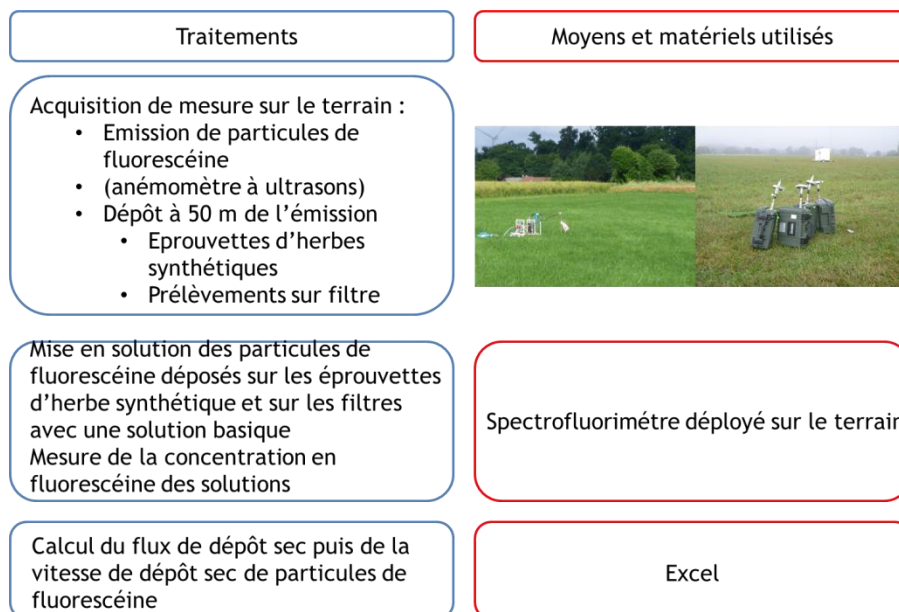 Traitements
Moyens et matériels utilisés
Acquisition de mesure sur le terrain :
• Emission de particules de
fluorescéine
• (anémomètre à ultrasons)
• Dépôt à 50 m de l'émission
• Eprouvettes d'herbes
synthétiques
• Prélèvements sur filtre
Mise en solution des particules de
fluorescéine déposés sur les éprouvettes
d'herbe synthétique et sur les filtres
avec une solution basique
Mesure de la concentration en
fluorescéine des solutions
Spectrofluorimétre déployé sur le terrain
Calcul du flux de dépôt sec puis de la
vitesse de dépôt sec de particules de
fluorescéine
Excel